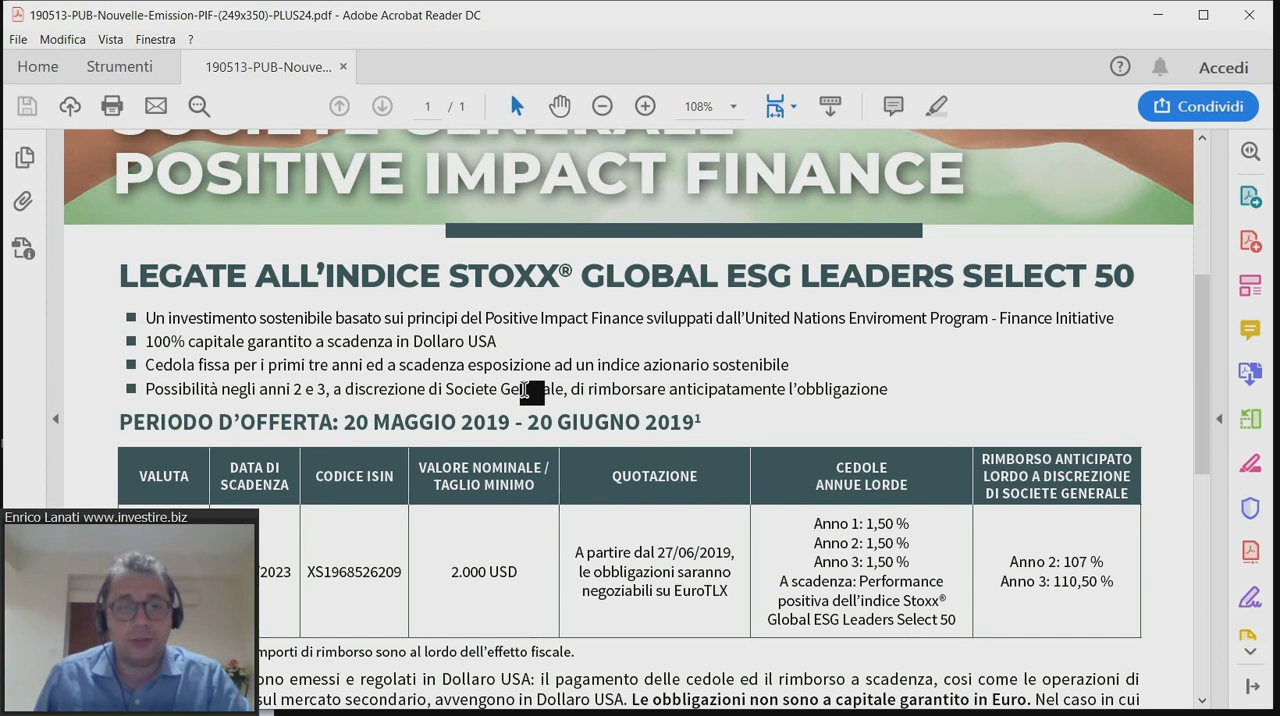 190513-PUB-Nouvelle-Emission-PIF-(249x350)-PLUS24.pdf - Adobe Acrobat Reader DC
File Modifica Vista Finestra ?
Home Strumenti 190513-PUB-Nouve... × ? Accedi
1 / 1 108% Condividi
SOCIETE GENERALE
POSITIVE IMPACT FINANCE
LEGATE ALL'INDICE STOXX® GLOBAL ESG LEADERS SELECT 50
Un investimento sostenibile basato sui principi del Positive Impact Finance sviluppati dall'United Nations Enviroment Program - Finance Initiative
100% capitale garantito a scadenza in Dollaro USA
Cedola fissa per i primi tre anni ed a scadenza esposizione ad un indice azionario sostenibile
Possibilità negli anni 2 e 3, a discrezione di Societe Generale, di rimborsare anticipatamente l'obbligazione
PERIODO D'OFFERTA: 20 MAGGIO 2019 - 20 GIUGNO 2019¹
VALUTA
DATA DI
SCADENZA
CODICE ISIN
VALORE NOMINALE /
TAGLIO MINIMO
QUOTAZIONE
CEDOLE
ANNUE LORDE
RIMBORSO ANTICIPATO
LORDO A DISCREZIONE
DI SOCIETE GENERALE
/2023
XS1968526209
2.000 USD
A partire dal 27/06/2019,
le obbligazioni saranno
negoziabili su EuroTLX
Anno 1: 1,50 %
Anno 2: 1,50 %
Anno 3: 1,50 %
A scadenza: Performance
positiva dell'indice Stoxx®
Global ESG Leaders Select 50
Anno 2: 107 %
Anno 3: 110,50 %
Enrico Lanati www.investire.biz
mporti di rimborso sono al lordo dell'effetto fiscale.
ono emessi e regolati in Dollaro USA: il pagamento delle cedole ed il rimborso a scadenza, così come le operazioni di
sul mercato secondario, avvengono in Dollaro USA. Le obbligazioni non sono a capitale garantito in Euro. Nel caso in cui